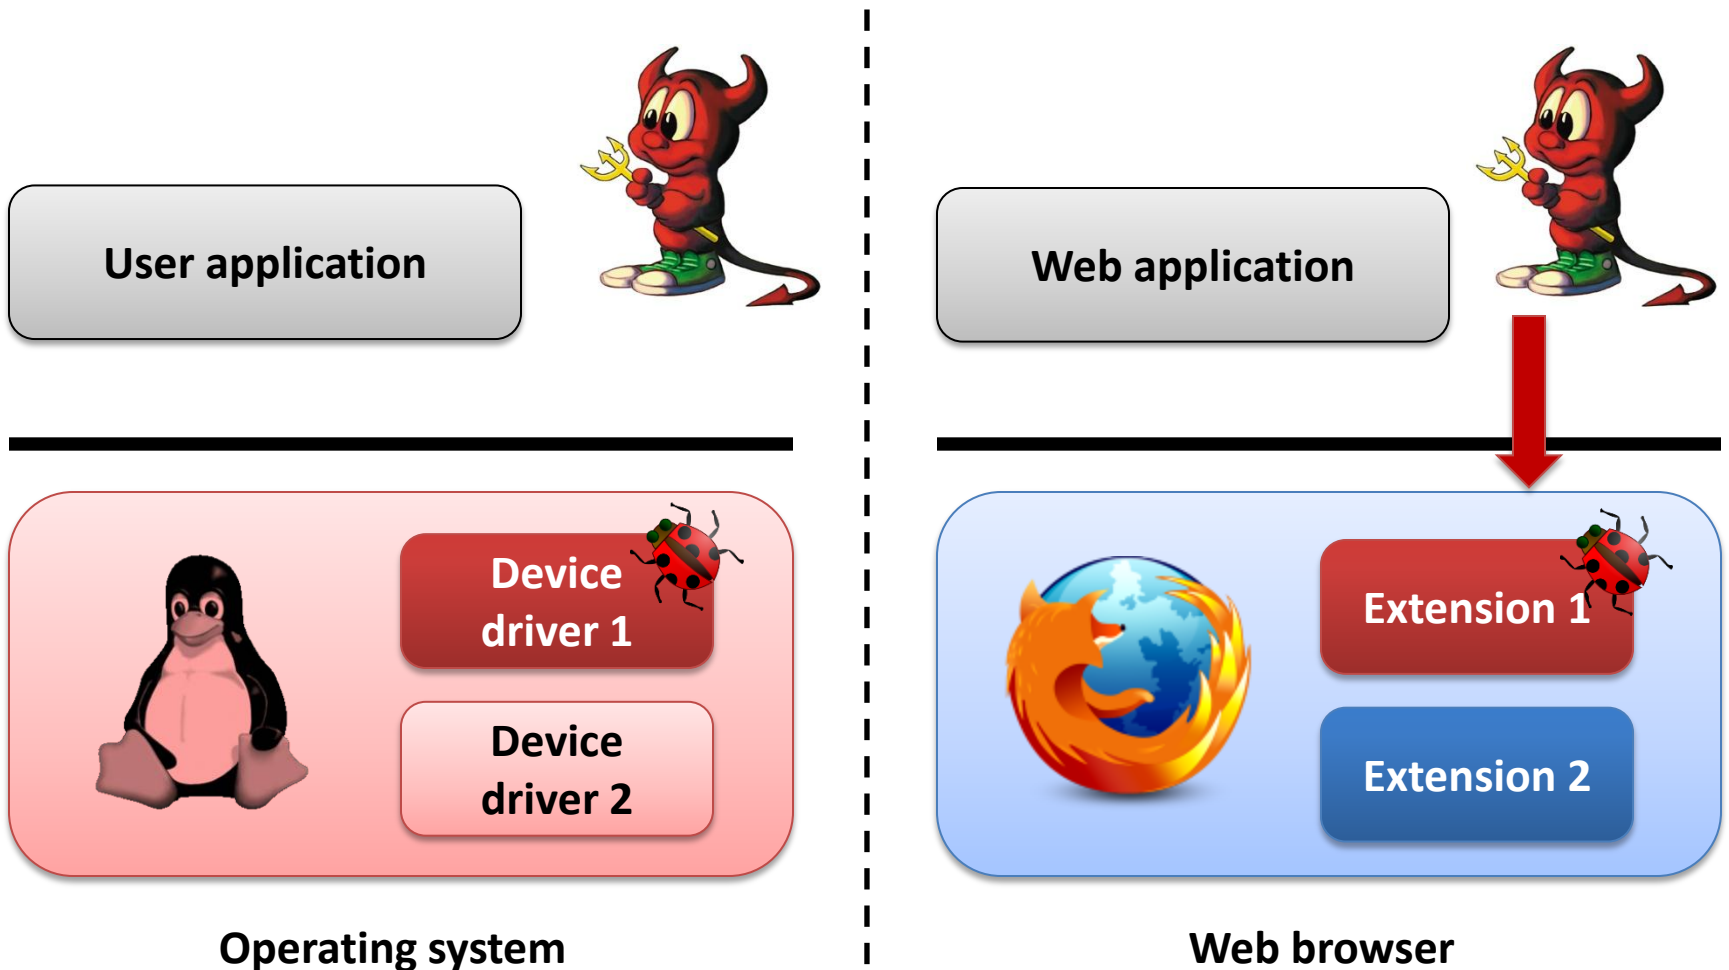 User application
Device
driver 1
Device
driver 2
Operating system
Web application
Extension 1
Extension 2
Web browser